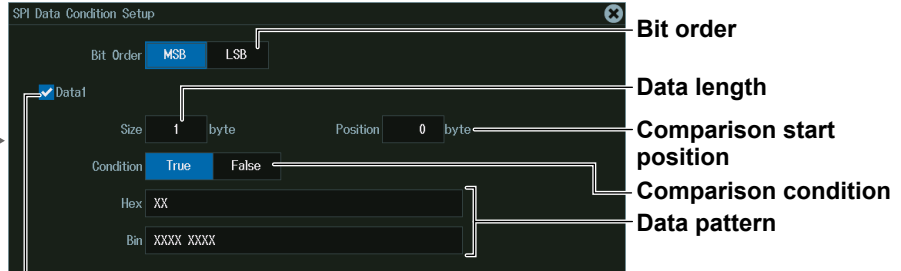 SPI Data Condition Setup
Bit Order MSB LSB
Bit order
Data1
Data length
Size 1 byte Position 0 byte
Comparison start
position
Condition True False
Comparison condition
Hex XX
Data pattern
Bin XXXX XXXX